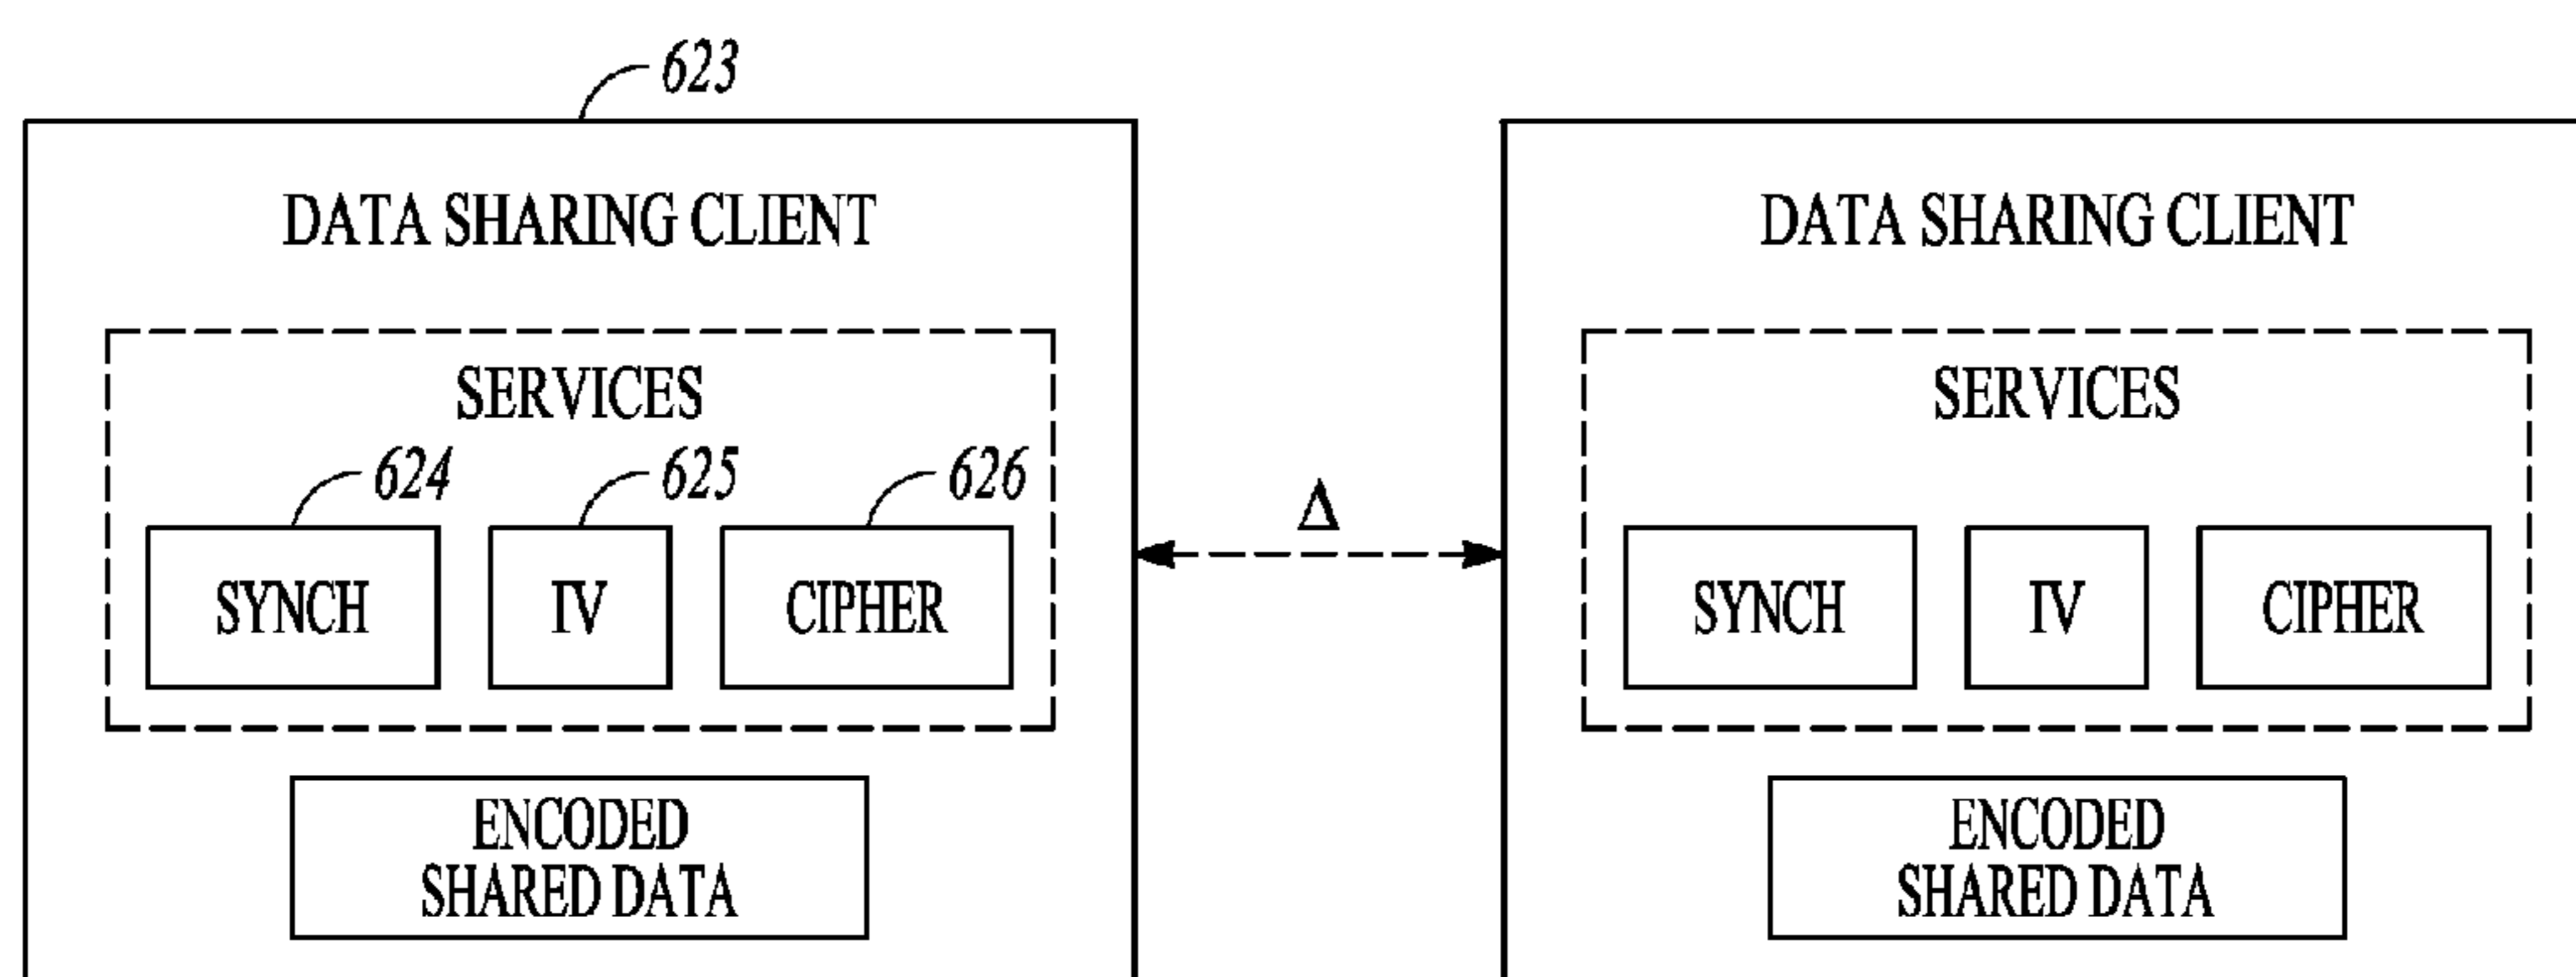 623
DATA SHARING CLIENT
SERVICES
624
625
626
SYNCH
IV
CIPHER
ENCODED
SHARED DATA
Δ
DATA SHARING CLIENT
SERVICES
SYNCH
IV
CIPHER
ENCODED
SHARED DATA